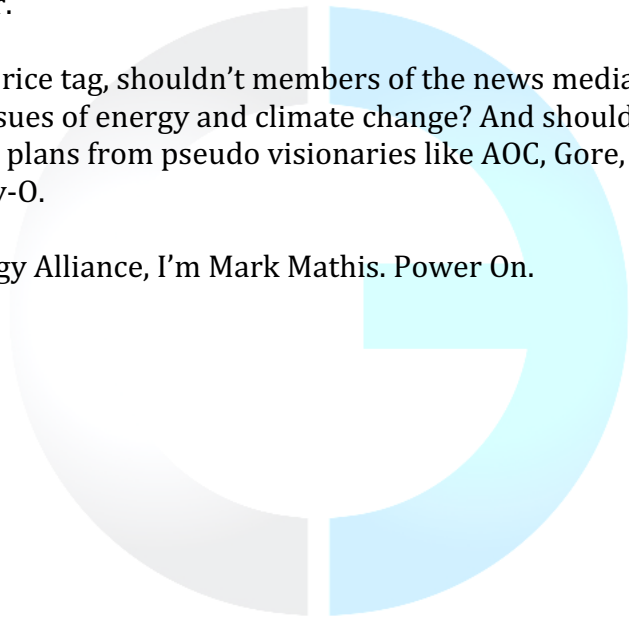 r.
rice tag, shouldn’t members of the news media
sues of energy and climate change? And should
plans from pseudo visionaries like AOC, Gore,
y-O.
gy Alliance, I’m Mark Mathis. Power On.